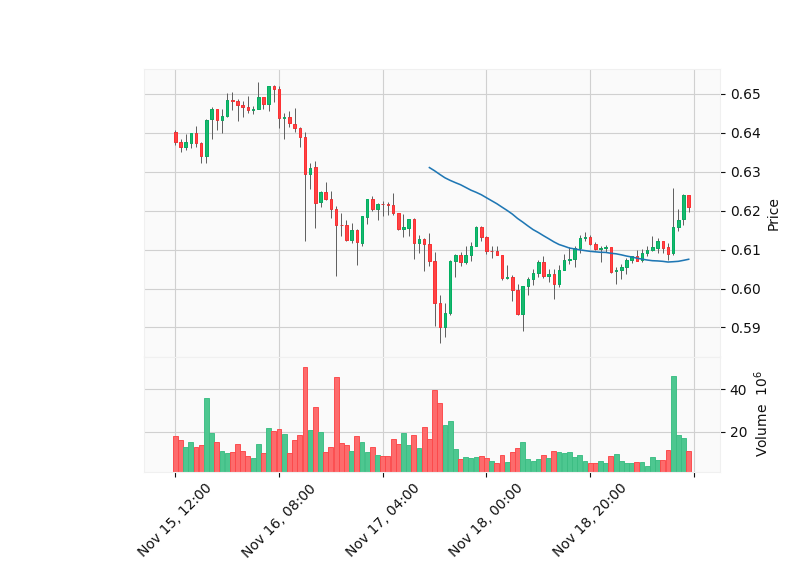 0.65
0.64
0.63
0.62
0.61
0.60
0.59
Price
40
20
Volume 10^6
Nov 15, 12:00
Nov 16, 08:00
Nov 17, 04:00
Nov 18, 00:00
Nov 18, 20:00